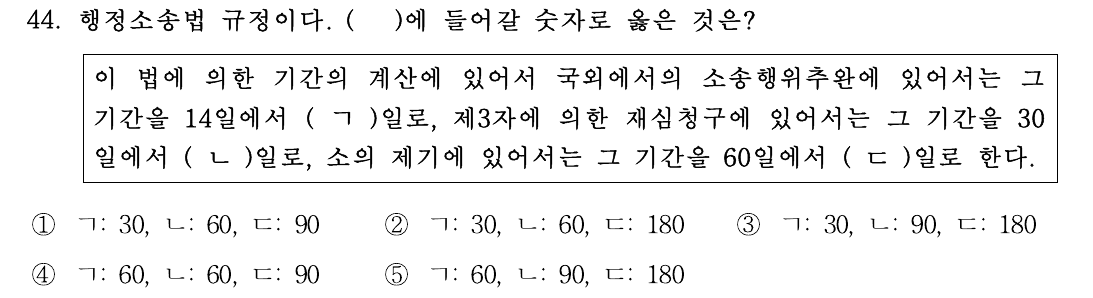 44. 행정소송법 규정이다. (   )에 들어갈 숫자로 옳은 것은?
이 법에 의한 기간의 계산에 있어서 국외에서의 소송행위추완에 있어서는 그
기간을 14일에서 ( ㄱ )일로, 제3자에 의한 재심청구에 있어서는 그 기간을 30
일에서 ( ㄴ )일로, 소의 제기에 있어서는 그 기간을 60일에서 ( ㄷ )일로 한다.
① ㄱ: 30, ㄴ: 60, ㄷ: 90 ② ㄱ: 30, ㄴ: 60, ㄷ: 180 ③ ㄱ: 30, ㄴ: 90, ㄷ: 180
④ ㄱ: 60, ㄴ: 60, ㄷ: 90 ⑤ ㄱ: 60, ㄴ: 90, ㄷ: 180